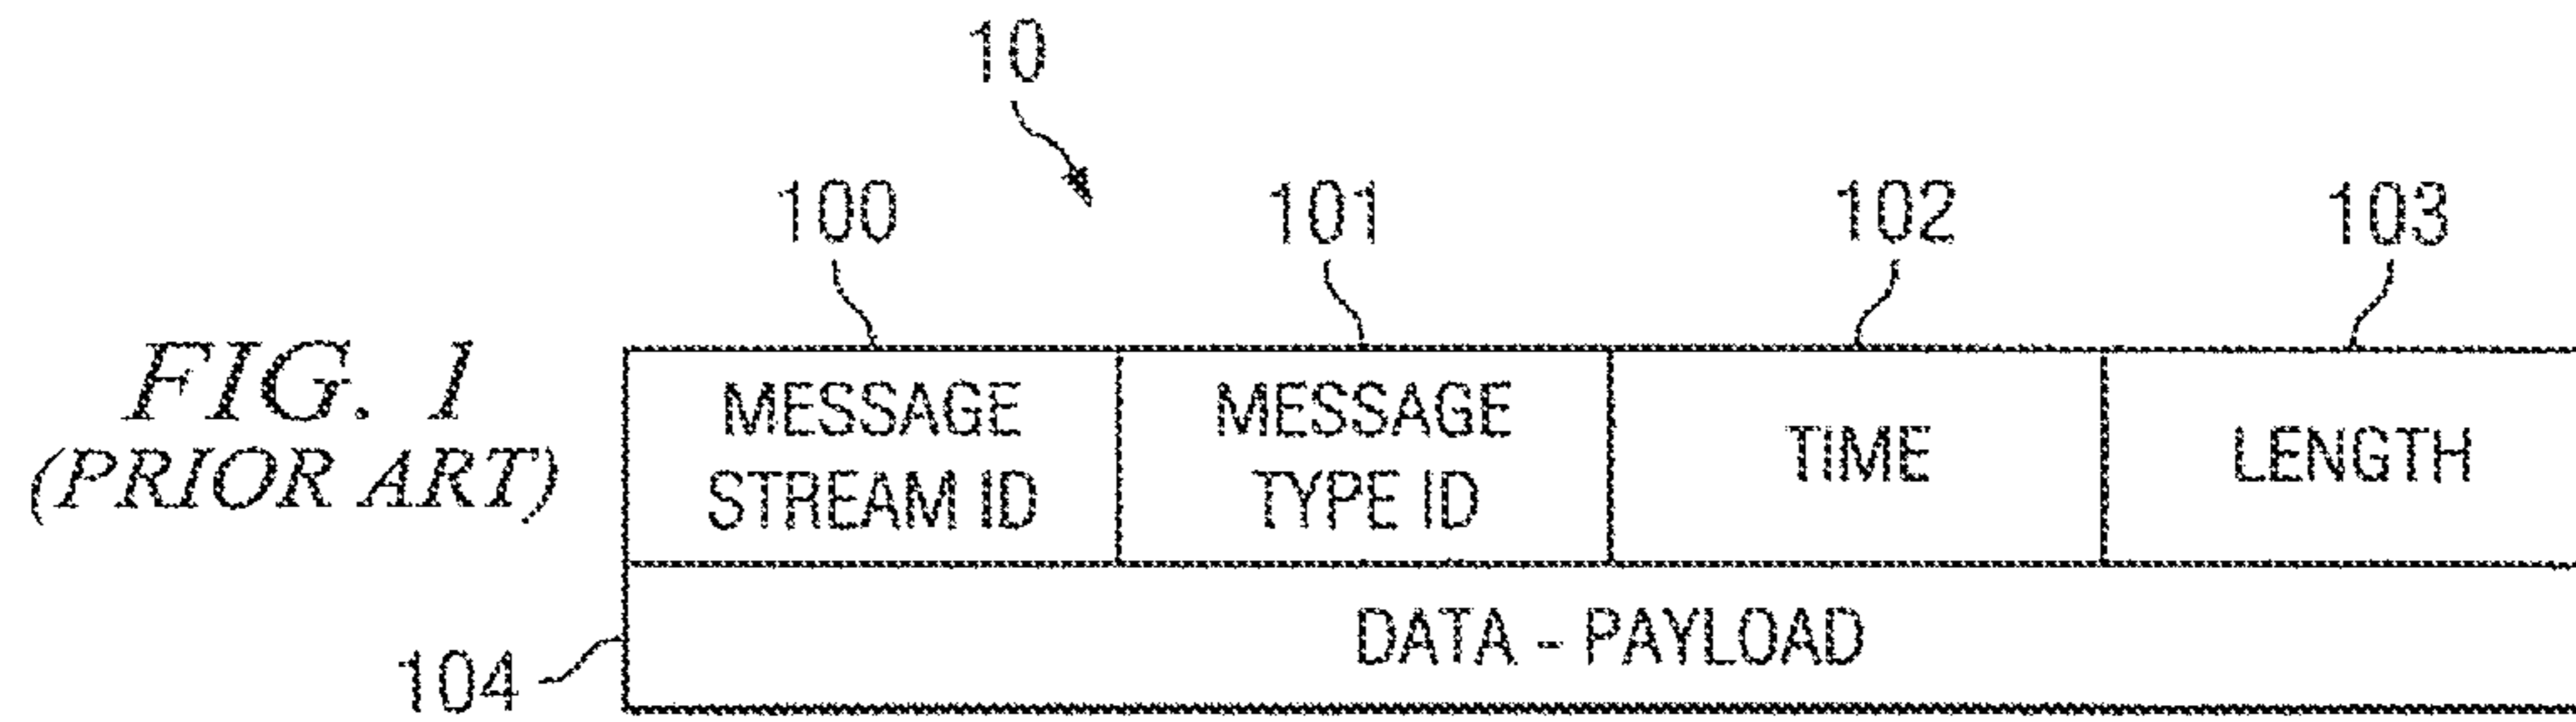 10
100
101
102
103
FIG. 1
(PRIOR ART)
MESSAGE
STREAM ID
MESSAGE
TYPE ID
TIME
LENGTH
DATA - PAYLOAD
104